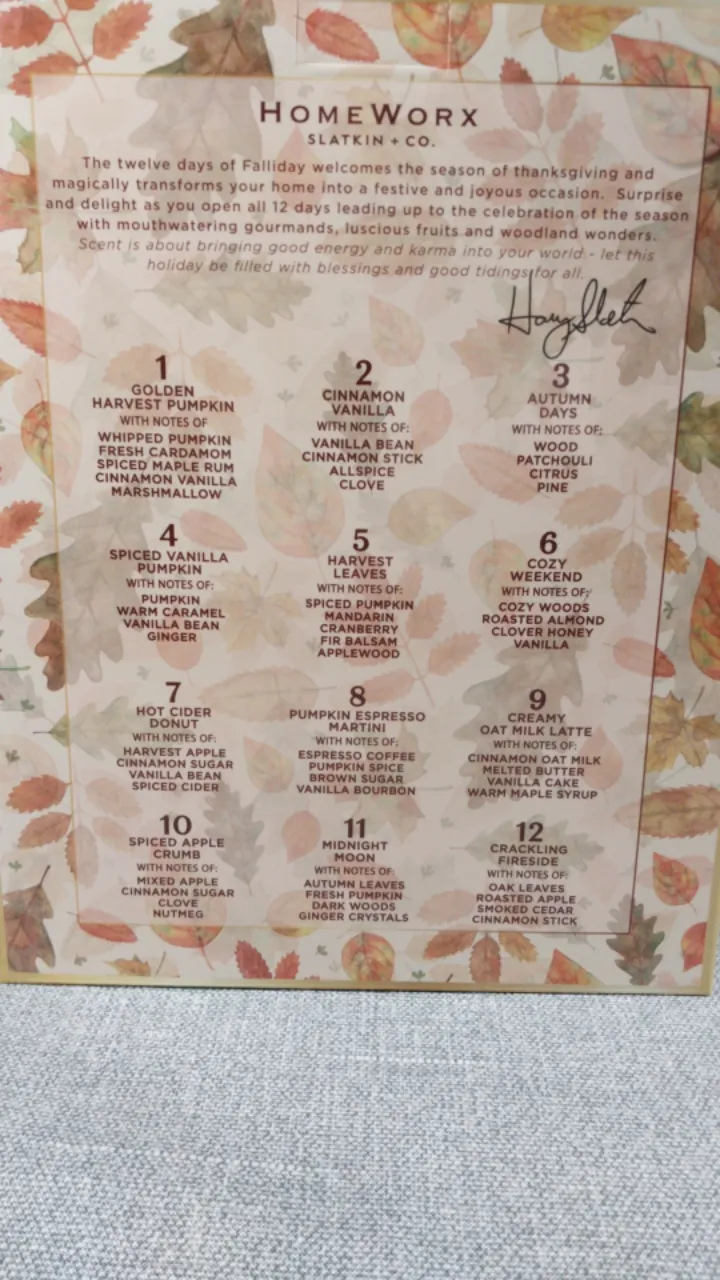 HOMEWORX
SLATKIN + CO.
The twelve days of Falliday welcomes the season of thanksgiving and
magically transforms your home into a festive and joyous occasion. Surprise
and delight as you open all 12 days leading up to the celebration of the season
with mouthwatering gourmands, luscious fruits and woodland wonders.
Scent is about bringing good energy and karma into your world - let this
holiday be filled with blessings and good tidings for all.
Harry Slatkin
1
GOLDEN
HARVEST PUMPKIN
WITH NOTES OF
WHIPPED PUMPKIN
FRESH CARDAMOM
SPICED MAPLE RUM
CINNAMON VANILLA
MARSHMALLOW
2
CINNAMON
VANILLA
WITH NOTES OF:
VANILLA BEAN
CINNAMON STICK
ALLSPICE
CLOVE
3
AUTUMN
DAYS
WITH NOTES OF:
WOOD
PATCHOULI
CITRUS
PINE
4
SPICED VANILLA
PUMPKIN
WITH NOTES OF:
PUMPKIN
WARM CARAMEL
VANILLA BEAN
GINGER
5
HARVEST
LEAVES
WITH NOTES OF:
SPICED PUMPKIN
MANDARIN
CRANBERRY
FIR BALSAM
APPLEWOOD
6
COZY
WEEKEND
WITH NOTES OF:
COZY WOODS
ROASTED ALMOND
CLOVER HONEY
VANILLA
7
HOT CIDER
DONUT
WITH NOTES OF:
HARVEST APPLE
CINNAMON SUGAR
VANILLA BEAN
SPICED CIDER
8
PUMPKIN ESPRESSO
MARTINI
WITH NOTES OF:
ESPRESSO COFFEE
PUMPKIN SPICE
BROWN SUGAR
VANILLA BOURBON
9
CREAMY
OAT MILK LATTE
WITH NOTES OF:
CINNAMON OAT MILK
MELTED BUTTER
VANILLA CAKE
WARM MAPLE SYRUP
10
SPICED APPLE
CRUMB
WITH NOTES OF:
MIXED APPLE
CINNAMON SUGAR
CLOVE
NUTMEG
11
MIDNIGHT
MOON
WITH NOTES OF:
AUTUMN LEAVES
FRESH PUMPKIN
DARK WOODS
GINGER CRYSTALS
12
CRACKLING
FIRESIDE
WITH NOTES OF:
OAK LEAVES
ROASTED APPLE
SMOKED CEDAR
CINNAMON STICK